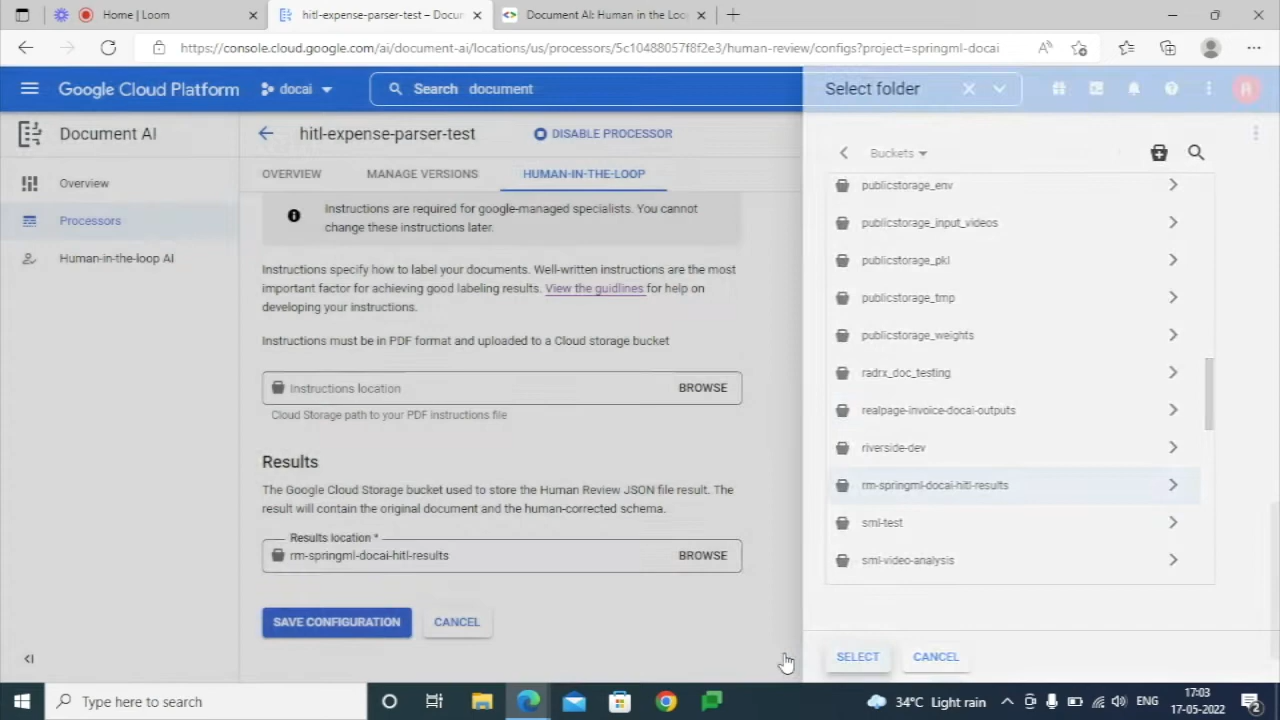 Home | Loom
hitl-expense-parser-test – Docum
Document AI: Human in the Loo
https://console.cloud.google.com/ai/document-ai/locations/us/processors/5c10488057f8f2e3/human-review/configs?project=springml-docai
Google Cloud Platform
docai
Search document
Select folder
R
Document AI
hitl-expense-parser-test
DISABLE PROCESSOR
Buckets
OVERVIEW
MANAGE VERSIONS
HUMAN-IN-THE-LOOP
Overview
Processors
Human-in-the-loop AI
Instructions are required for google-managed specialists. You cannot
change these instructions later.
Instructions specify how to label your documents. Well-written instructions are the most
important factor for achieving good labeling results. View the guidlines for help on
developing your instructions.
Instructions must be in PDF format and uploaded to a Cloud storage bucket
Instructions location
BROWSE
Cloud Storage path to your PDF instructions file
Results
The Google Cloud Storage bucket used to store the Human Review JSON file result. The
result will contain the original document and the human-corrected schema.
Results location *
rm-springml-docai-hitl-results
BROWSE
SAVE CONFIGURATION
CANCEL
publicstorage_env
publicstorage_input_videos
publicstorage_pkl
publicstorage_tmp
publicstorage_weights
radrx_doc_testing
realpage-invoice-docai-outputs
riverside-dev
rm-springml-docai-hitl-results
sml-test
sml-video-analysis
SELECT
CANCEL
Type here to search
34°C Light rain
ENG
17:03
17-05-2022
2